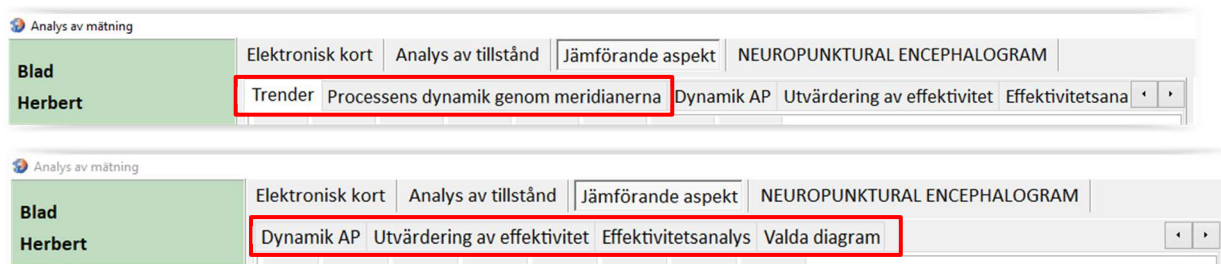 Analys av mätning
Elektronisk kort Analys av tillstånd Jämförande aspekt NEUROPUNKTURAL ENCEPHALOGRAM
Blad
Herbert
Trender Processens dynamik genom meridianerna Dynamik AP Utvärdering av effektivitet Effektivitetsana
Analys av mätning
Elektronisk kort Analys av tillstånd Jämförande aspekt NEUROPUNKTURAL ENCEPHALOGRAM
Blad
Herbert
Dynamik AP Utvärdering av effektivitet Effektivitetsanalys Valda diagram